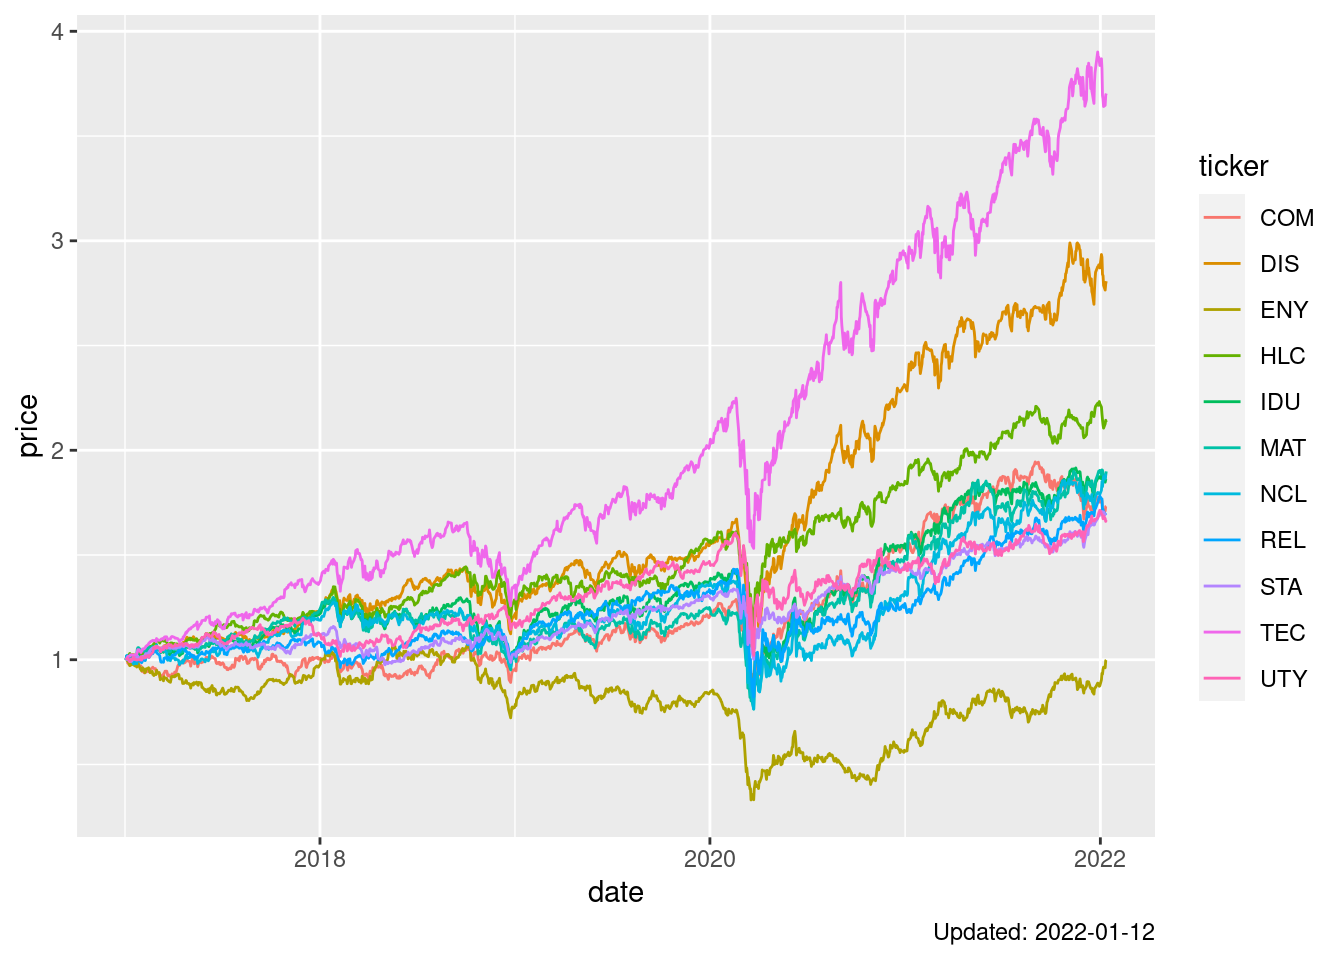 4
3
2
1
price
2018
2020
2022
date
ticker
COM
DIS
ENY
HLC
IDU
MAT
NCL
REL
STA
TEC
UTY
Updated: 2022-01-12